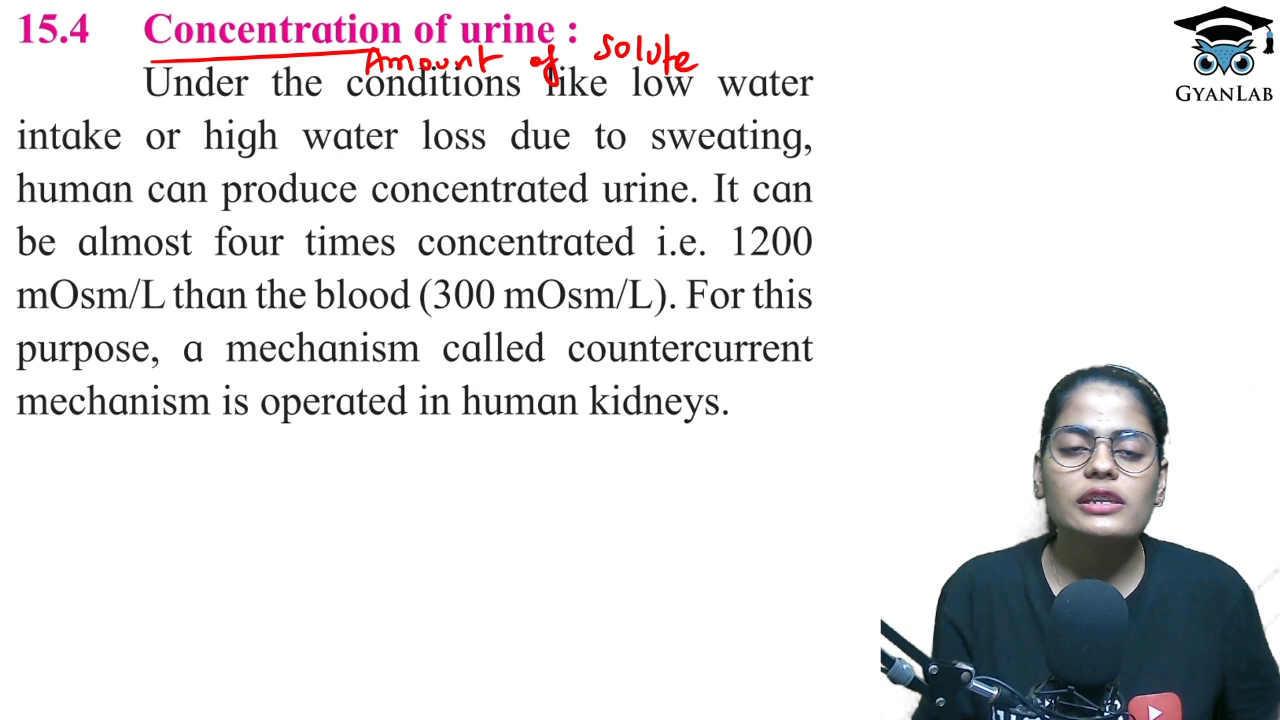 15.4 Concentration of urine :
Amount of solute
Under the conditions like low water
intake or high water loss due to sweating,
human can produce concentrated urine. It can
be almost four times concentrated i.e. 1200
mOsm/L than the blood (300 mOsm/L). For this
purpose, a mechanism called countercurrent
mechanism is operated in human kidneys.
GYANLAB